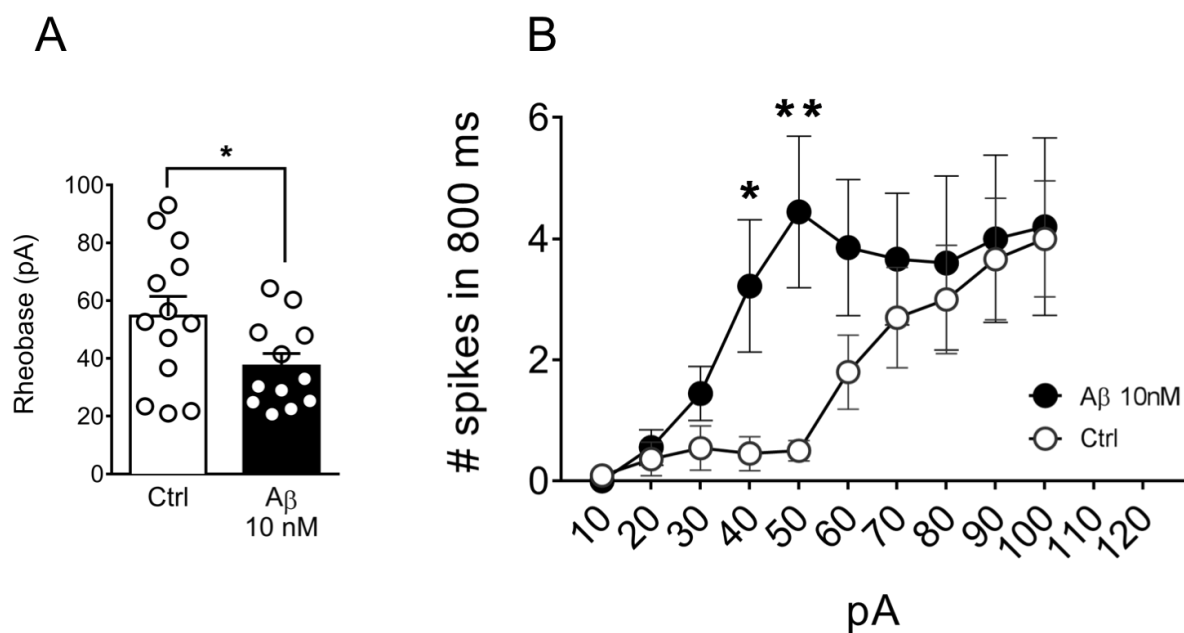 A
B
*
Rheobase (pA)
100
80
60
40
20
0
Ctrl
Aβ
10 nM
# spikes in 800 ms
6
4
2
0
*
**
Aβ 10nM
Ctrl
10 20 30 40 50 60 70 80 90 100 110 120
pA